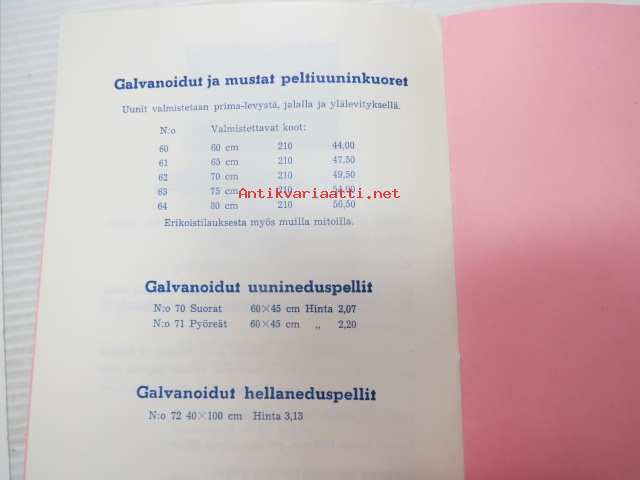 Galvanoidut ja mustat peltiuuninkuoret
Uunit valmistetaan prima-levystä, jalalla ja ylälevityksellä.
N:o Valmistettavat koot:
60 60 cm 210 44,00
61 65 cm 210 47,50
62 70 cm 210 49,50
63 75 cm 210 54,00
Antikvariaatti.net
64 80 cm 210 56,50
Erikoistilauksesta myös muilla mitoilla.
Galvanoidut uunineduspellit
N:o 70 Suorat 60×45 cm Hinta 2,07
N:o 71 Pyöreät 60×45 cm „ 2,20
Galvanoidut hellaneduspellit
N:o 72 40×100 cm Hinta 3,13